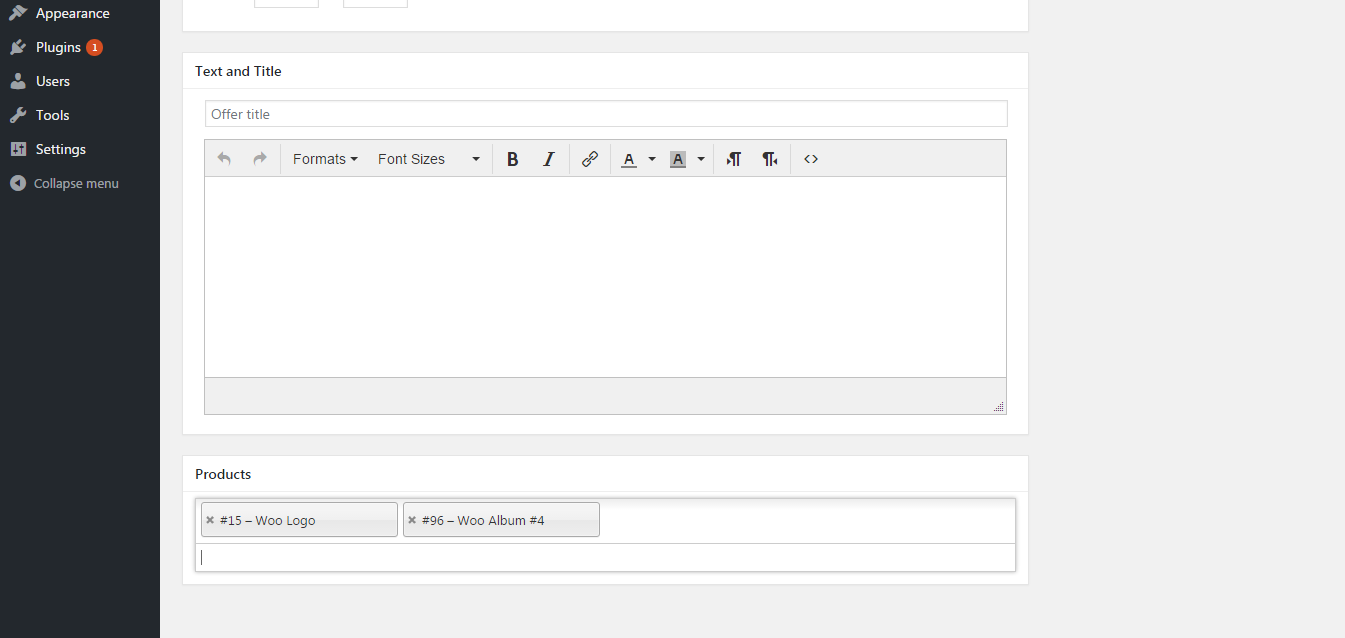 Appearance
Plugins 1
Users
Tools
Settings
Collapse menu
Text and Title
Offer title
Formats Font Sizes B I A A
Products
× #15 – Woo Logo × #96 – Woo Album #4